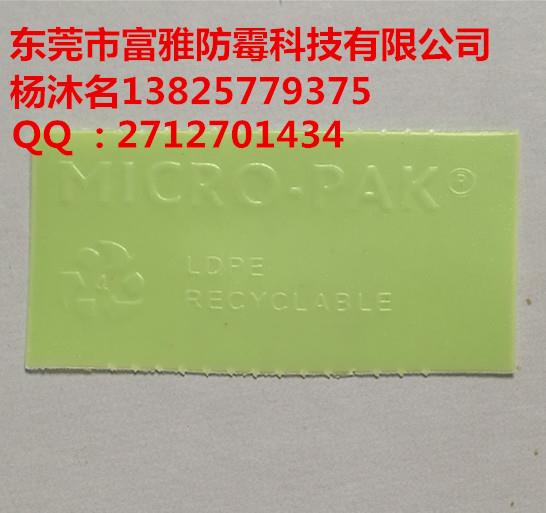 东莞市富雅防霉科技有限公司
杨沐名13825779375
QQ ：2712701434
MICRO-PAK®
4
LDPE
RECYCLABLE